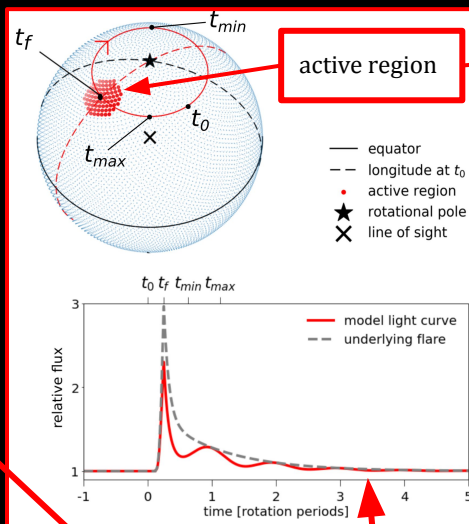 t_min
t_f
active region
t_0
t_max
equator
longitude at t_0
active region
rotational pole
line of sight
t_0 t_f t_min t_max
model light curve
underlying flare
relative flux
3
2
1
-1 0 1 2 3 4 5
time [rotation periods]